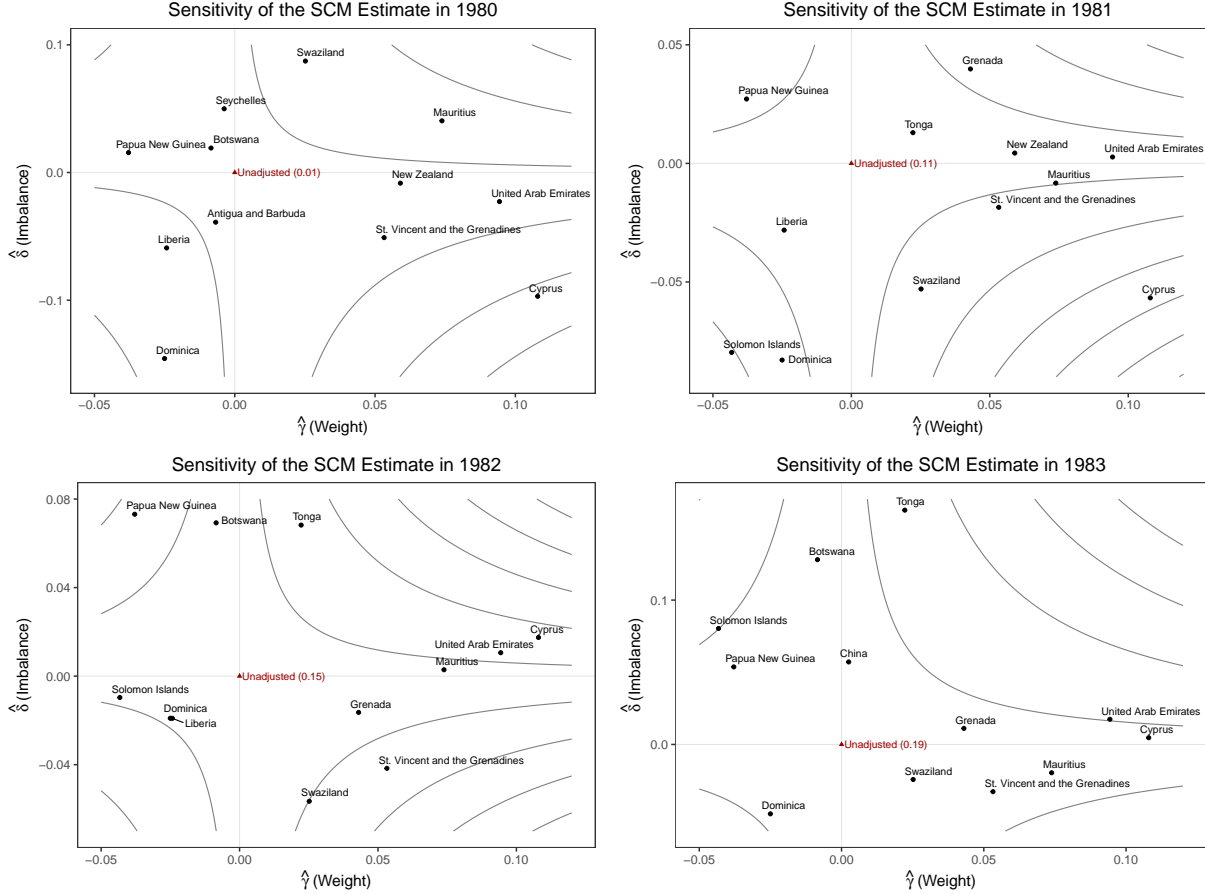 Sensitivity of the SCM Estimate in 1980
0.1
0.0
−0.1
−0.05
0.00
0.05
0.10
δ̂ (Imbalance)
γ̂ (Weight)
Swaziland
Seychelles
Mauritius
Papua New Guinea
Botswana
Unadjusted (0.01)
New Zealand
United Arab Emirates
Antigua and Barbuda
St. Vincent and the Grenadines
Liberia
Cyprus
Dominica
Sensitivity of the SCM Estimate in 1981
0.05
0.00
−0.05
−0.05
0.00
0.05
0.10
δ̂ (Imbalance)
γ̂ (Weight)
Grenada
Papua New Guinea
Tonga
New Zealand
United Arab Emirates
Unadjusted (0.11)
Mauritius
St. Vincent and the Grenadines
Liberia
Swaziland
Cyprus
Solomon Islands
Dominica
Sensitivity of the SCM Estimate in 1982
0.08
0.04
0.00
−0.04
−0.05
0.00
0.05
0.10
δ̂ (Imbalance)
γ̂ (Weight)
Papua New Guinea
Botswana
Tonga
Cyprus
United Arab Emirates
Mauritius
Unadjusted (0.15)
Solomon Islands
Dominica
Liberia
Grenada
St. Vincent and the Grenadines
Swaziland
Sensitivity of the SCM Estimate in 1983
0.1
0.0
−0.05
0.00
0.05
0.10
δ̂ (Imbalance)
γ̂ (Weight)
Tonga
Botswana
Solomon Islands
Papua New Guinea
China
United Arab Emirates
Grenada
Cyprus
Unadjusted (0.19)
Mauritius
Swaziland
St. Vincent and the Grenadines
Dominica